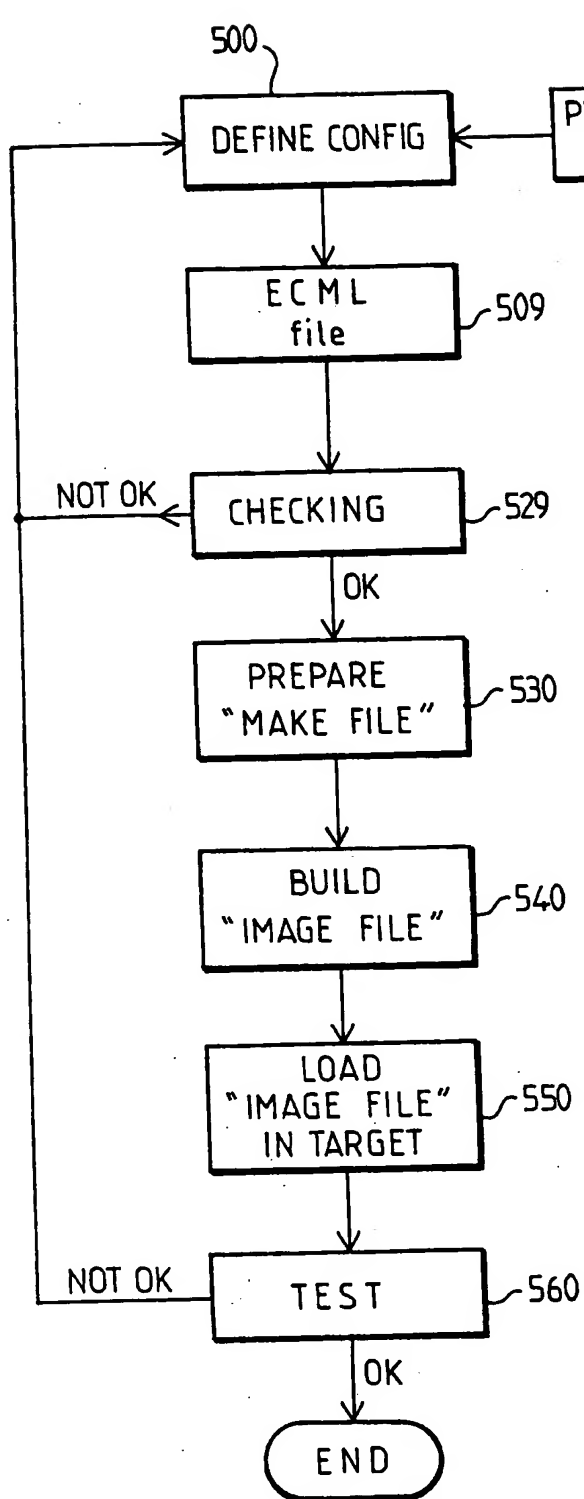 500
DEFINE CONFIG
ECML
file
509
NOT OK
CHECKING
529
OK
PREPARE
"MAKE FILE"
530
BUILD
"IMAGE FILE"
540
LOAD
"IMAGE FILE"
IN TARGET
550
NOT OK
TEST
560
OK
END